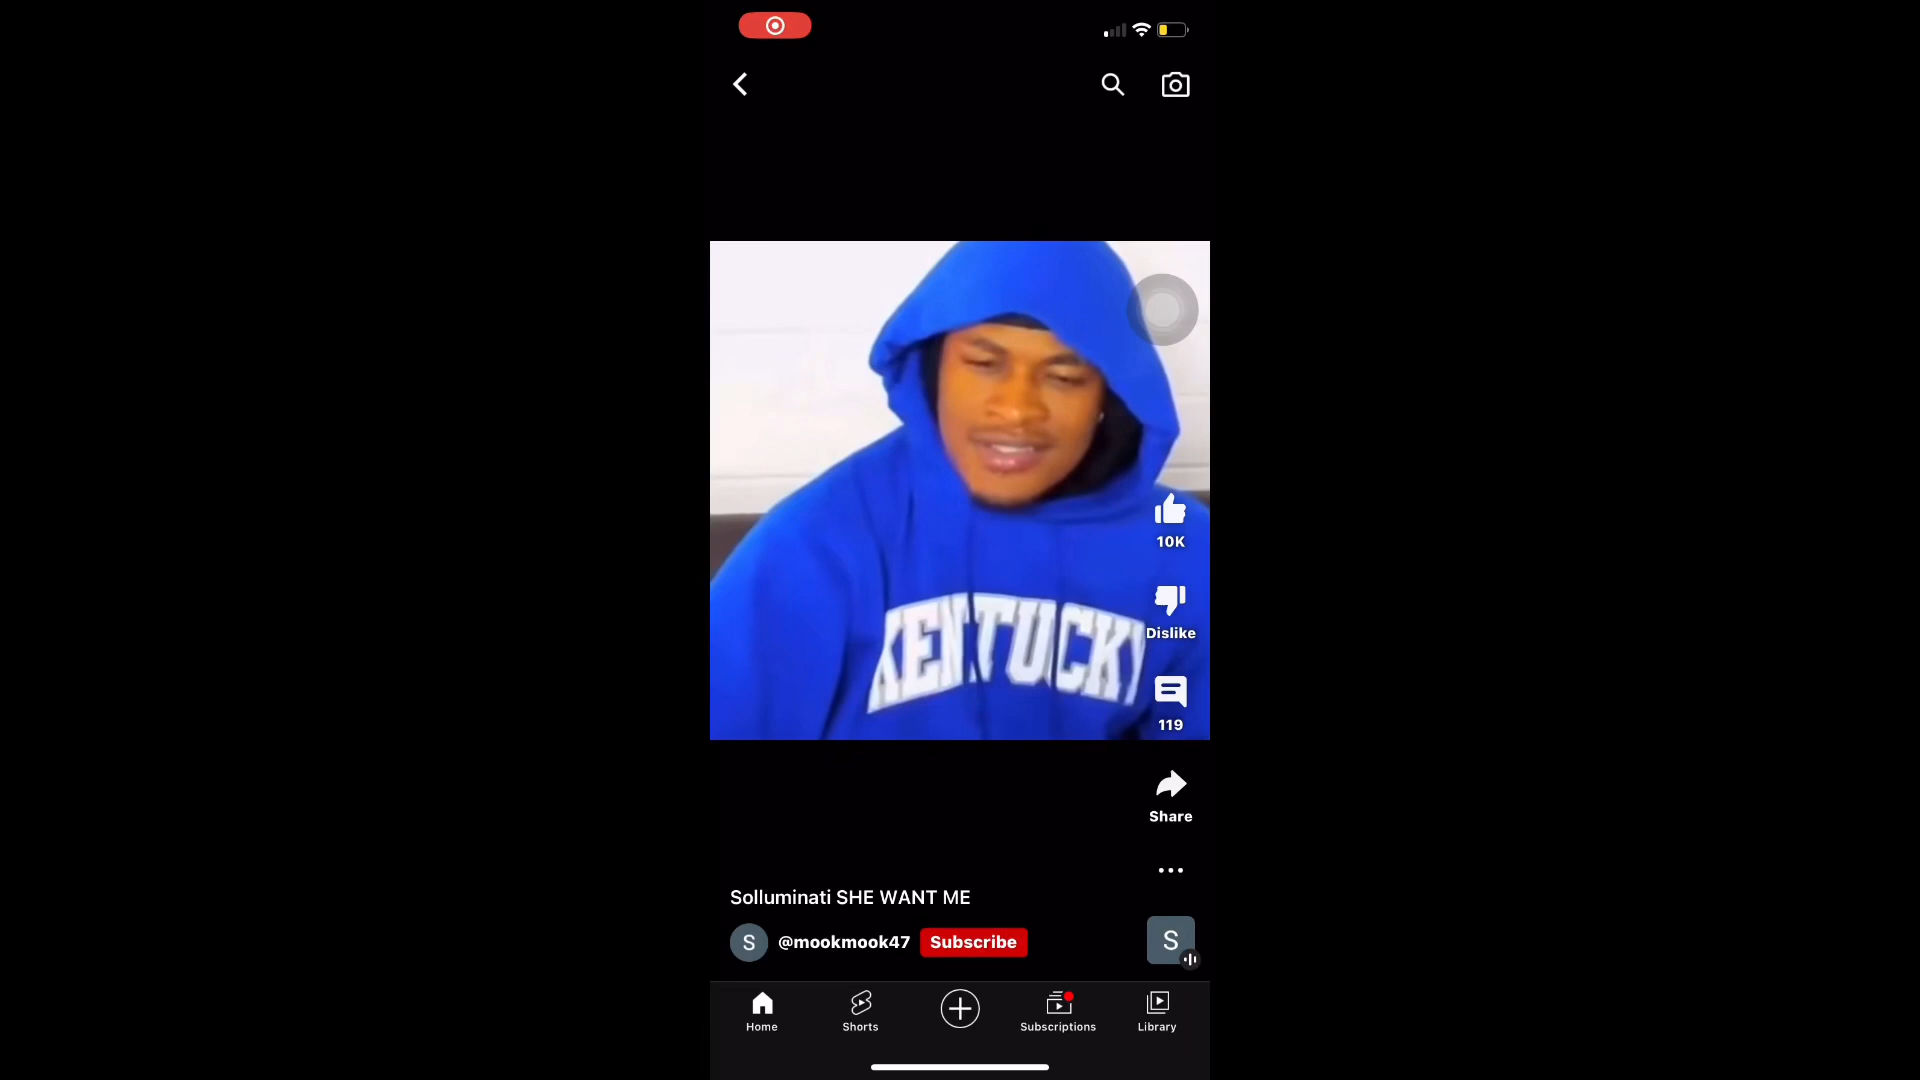 KENTUCKY
10K
Dislike
119
Share
Solluminati SHE WANT ME
S
@mookmook47
Subscribe
S
Home
Shorts
Subscriptions
Library